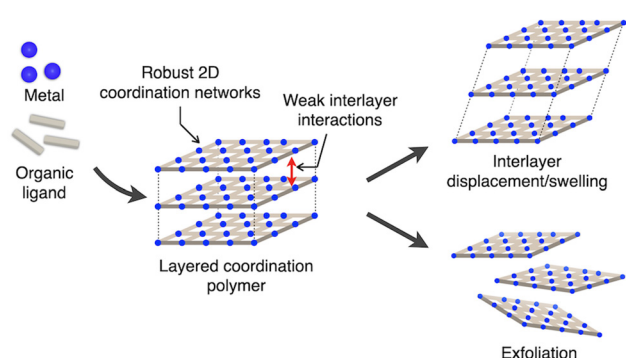 Metal
Organic
ligand
Robust 2D
coordination networks
Weak interlayer
interactions
Layered coordination
polymer
Interlayer
displacement/swelling
Exfoliation